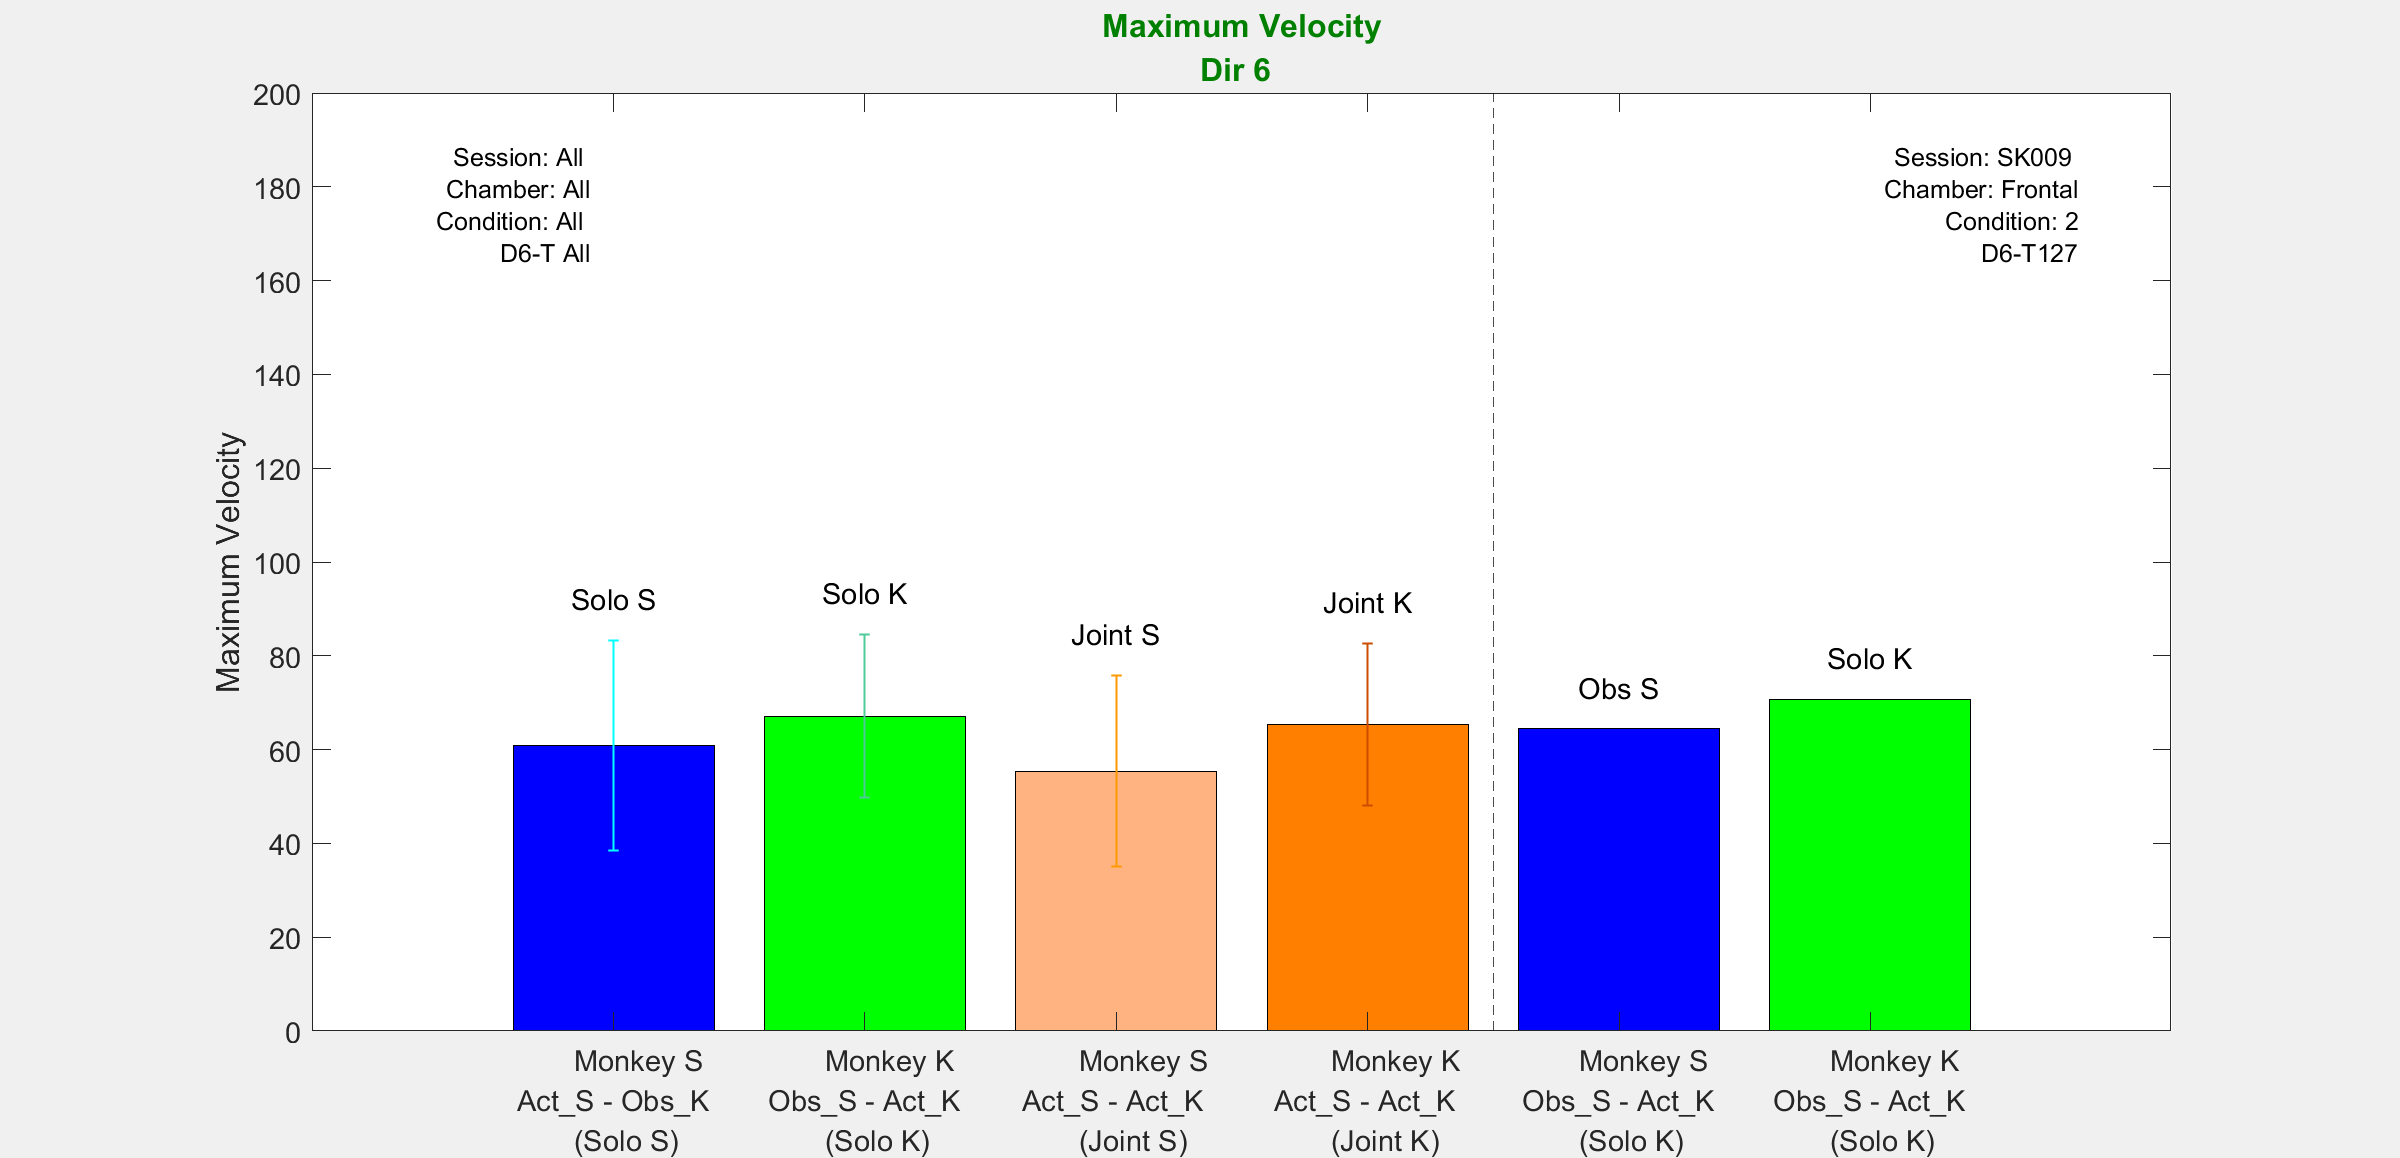 Maximum Velocity
Dir 6
Session: All
Chamber: All
Condition: All
D6-T All
Session: SK009
Chamber: Frontal
Condition: 2
D6-T127
Maximum Velocity
200
180
160
140
120
100
80
60
40
20
0
Solo S
Solo K
Joint S
Joint K
Obs S
Solo K
Monkey S
Act_S - Obs_K
(Solo S)
Monkey K
Obs_S - Act_K
(Solo K)
Monkey S
Act_S - Act_K
(Joint S)
Monkey K
Act_S - Act_K
(Joint K)
Monkey S
Obs_S - Act_K
(Solo K)
Monkey K
Obs_S - Act_K
(Solo K)